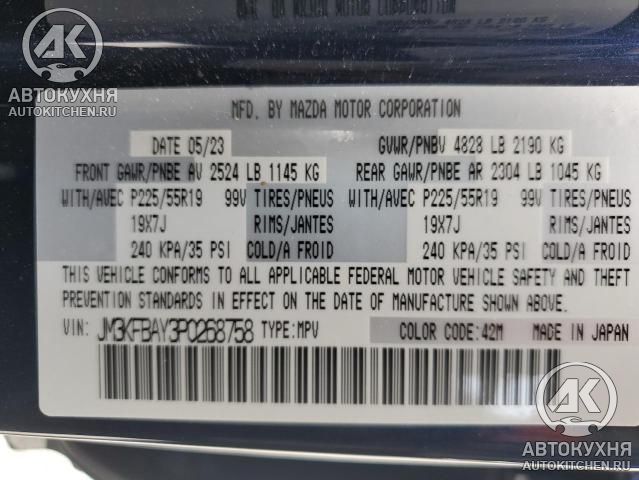 АВТОКУХНЯ
AUTOKITCHEN.RU
MFD. BY MAZDA MOTOR CORPORATION
DATE 05/23 GVWR/PNBV 4828 LB 2190 KG
FRONT GAWR/PNBE AV 2524 LB 1145 KG REAR GAWR/PNBE AR 2304 LB 1045 KG
WITH/AVEC P225/55R19 99V TIRES/PNEUS WITH/AVEC P225/55R19 99V TIRES/PNEUS
19X7J RIMS/JANTES 19X7J RIMS/JANTES
240 KPA/35 PSI COLD/A FROID 240 KPA/35 PSI COLD/A FROID
THIS VEHICLE CONFORMS TO ALL APPLICABLE FEDERAL MOTOR VEHICLE SAFETY AND THEFT
PREVENTION STANDARDS IN EFFECT ON THE DATE OF MANUFACTURE SHOWN ABOVE.
VIN: JM3KFBAY3P0268758 TYPE:MPV COLOR CODE:42M MADE IN JAPAN
АК
АВТОКУХНЯ
AUTOKITCHEN.RU